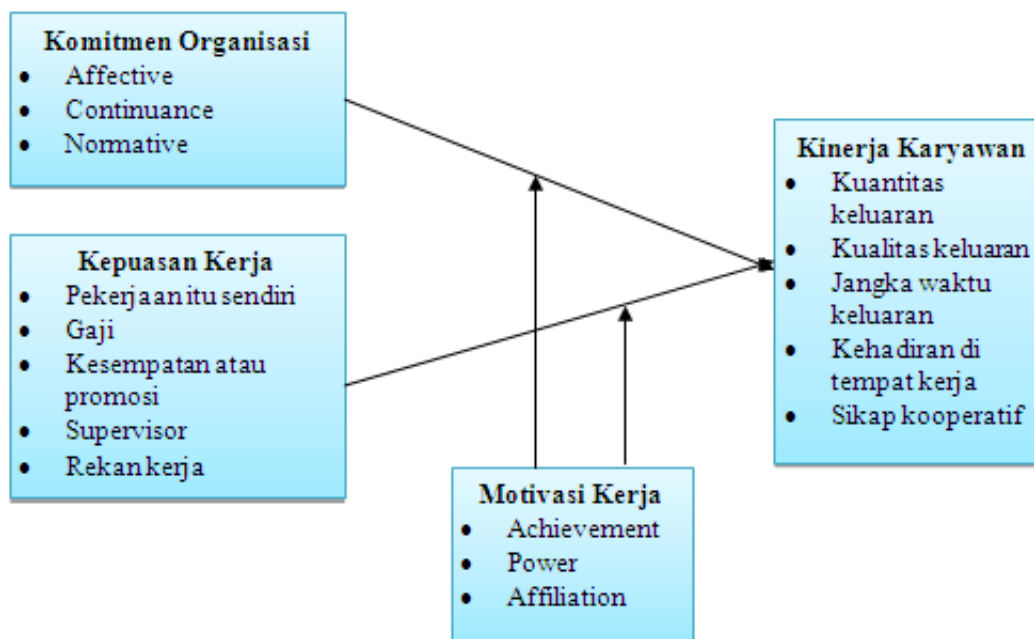 Komitmen Organisasi
• Affective
• Continuance
• Normative
Kepuasan Kerja
• Pekerjaan itu sendiri
• Gaji
• Kesempatan atau
promosi
• Supervisor
• Rekan kerja
Motivasi Kerja
• Achievement
• Power
• Affiliation
Kinerja Karyawan
• Kuantitas
keluaran
• Kualitas keluaran
• Jangka waktu
keluaran
• Kehadiran di
tempat kerja
• Sikap kooperatif